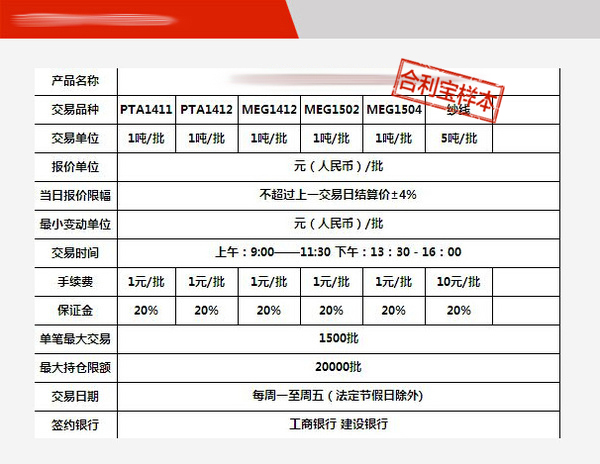 产品名称
合利宝样本
交易品种 PTA1411 PTA1412 MEG1412 MEG1502 MEG1504 纱线
交易单位 1吨/批 1吨/批 1吨/批 1吨/批 1吨/批 5吨/批
报价单位 元（人民币）/批
当日报价限幅 不超过上一交易日结算价±4%
最小变动单位 元（人民币）/批
交易时间 上午：9:00——11:30 下午：13：30－16：00
手续费 1元/批 1元/批 1元/批 1元/批 1元/批 10元/批
保证金 20% 20% 20% 20% 20% 20%
单笔最大交易 1500批
最大持仓限额 20000批
交易日期 每周一至周五（法定节假日除外)
签约银行 工商银行 建设银行